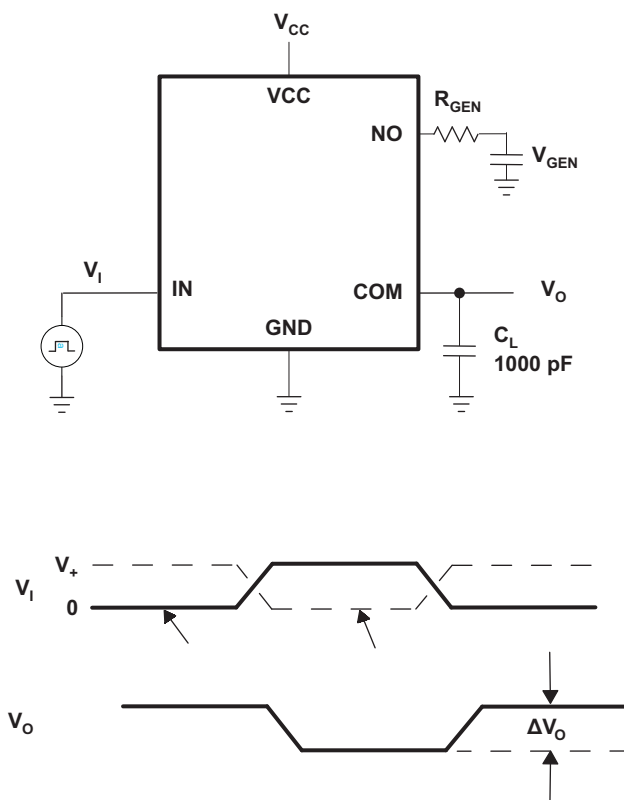 V_CC
VCC
R_GEN
NO
V_GEN
V_I
IN
COM
V_O
GND
C_L
1000 pF
V_+
V_I
0
V_O
ΔV_O